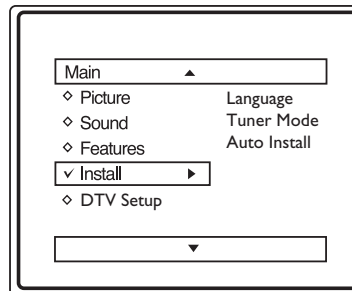 Main
Picture
Sound
Features
Install
DTV Setup
Language
Tuner Mode
Auto Install